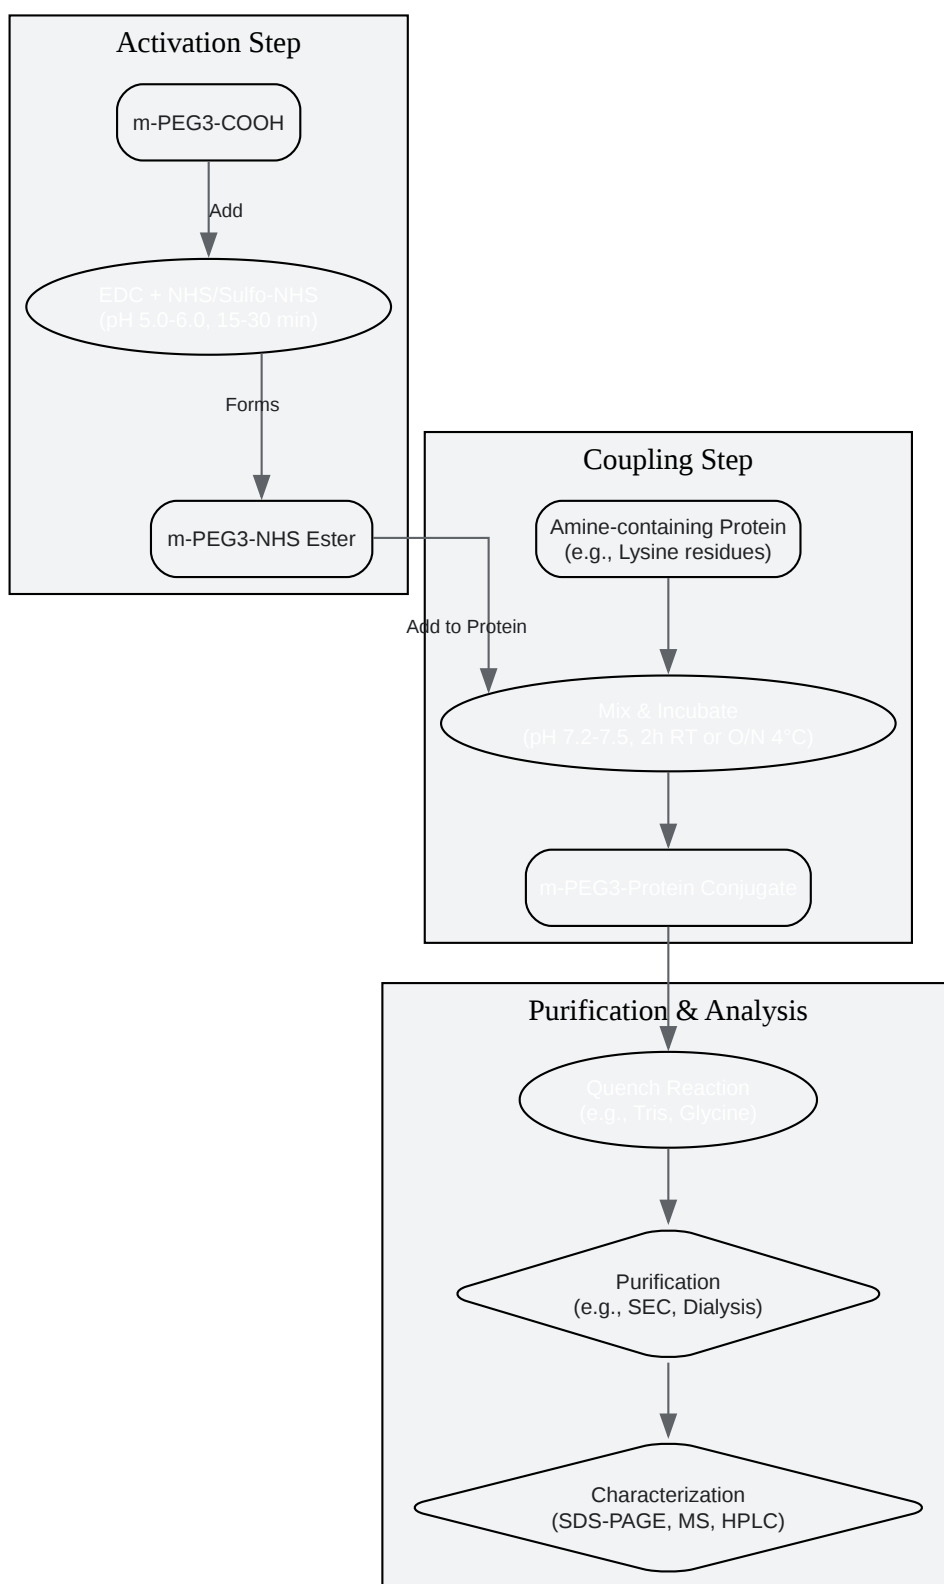 Activation Step
m-PEG3-COOH
Add
EDC + NHS/Sulfo-NHS
(pH 5.0-6.0, 15-30 min)
Forms
m-PEG3-NHS Ester
Coupling Step
Amine-containing Protein
(e.g., Lysine residues)
Add to Protein
Mix & Incubate
(pH 7.2-7.5, 2h RT or O/N 4°C)
m-PEG3-Protein Conjugate
Purification & Analysis
Quench Reaction
(e.g., Tris, Glycine)
Purification
(e.g., SEC, Dialysis)
Characterization
(SDS-PAGE, MS, HPLC)